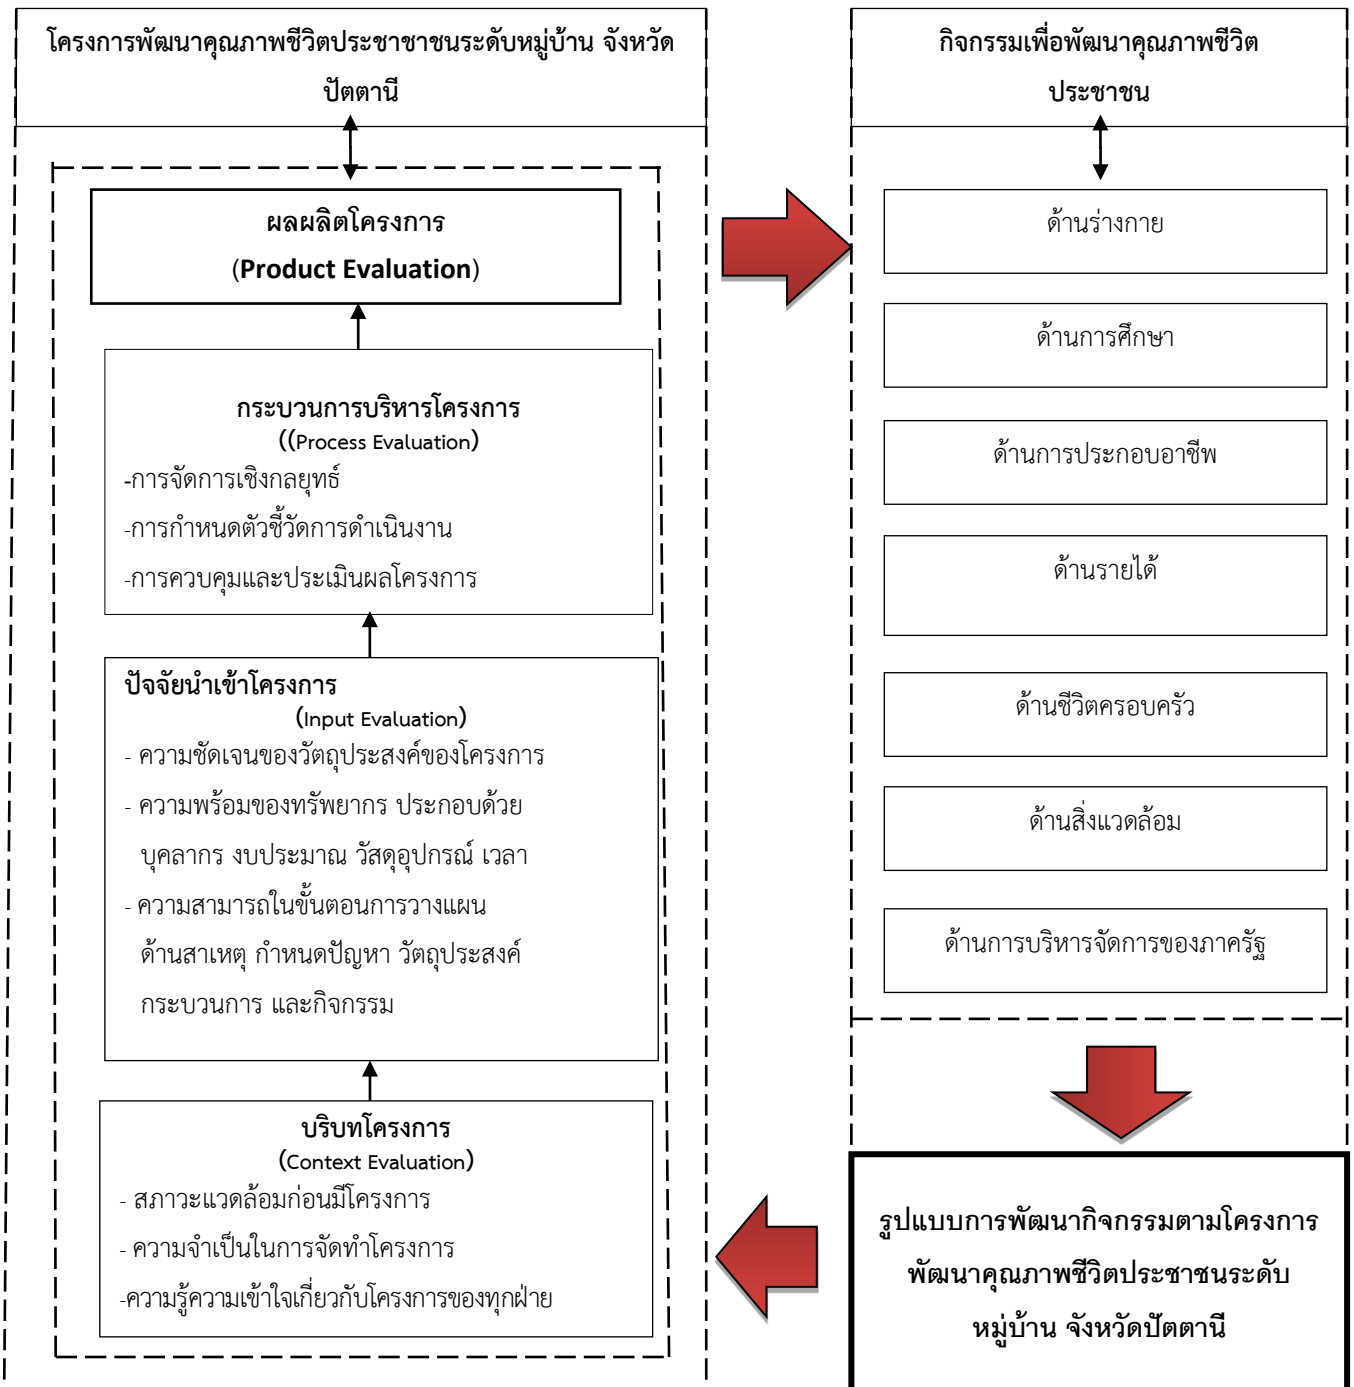 โครงการพัฒนาคุณภาพชีวิตประชาชาชนระดับหมู่บ้าน จังหวัด
ปัตตานี
ผลผลิตโครงการ
(Product Evaluation)
กระบวนการบริหารโครงการ
((Process Evaluation)
-การจัดการเชิงกลยุทธ์
-การกำหนดตัวชี้วัดการดำเนินงาน
-การควบคุมและประเมินผลโครงการ
ปัจจัยนำเข้าโครงการ
(Input Evaluation)
- ความชัดเจนของวัตถุประสงค์ของโครงการ
- ความพร้อมของทรัพยากร ประกอบด้วย
บุคลากร งบประมาณ วัสดุอุปกรณ์ เวลา
- ความสามารถในขั้นตอนการวางแผน
ด้านสาเหตุ กำหนดปัญหา วัตถุประสงค์
กระบวนการ และกิจกรรม
บริบทโครงการ
(Context Evaluation)
- สภาวะแวดล้อมก่อนมีโครงการ
- ความจำเป็นในการจัดทำโครงการ
-ความรู้ความเข้าใจเกี่ยวกับโครงการของทุกฝ่าย
กิจกรรมเพื่อพัฒนาคุณภาพชีวิต
ประชาชน
ด้านร่างกาย
ด้านการศึกษา
ด้านการประกอบอาชีพ
ด้านรายได้
ด้านชีวิตครอบครัว
ด้านสิ่งแวดล้อม
ด้านการบริหารจัดการของภาครัฐ
รูปแบบการพัฒนากิจกรรมตามโครงการ
พัฒนาคุณภาพชีวิตประชาชนระดับ
หมู่บ้าน จังหวัดปัตตานี